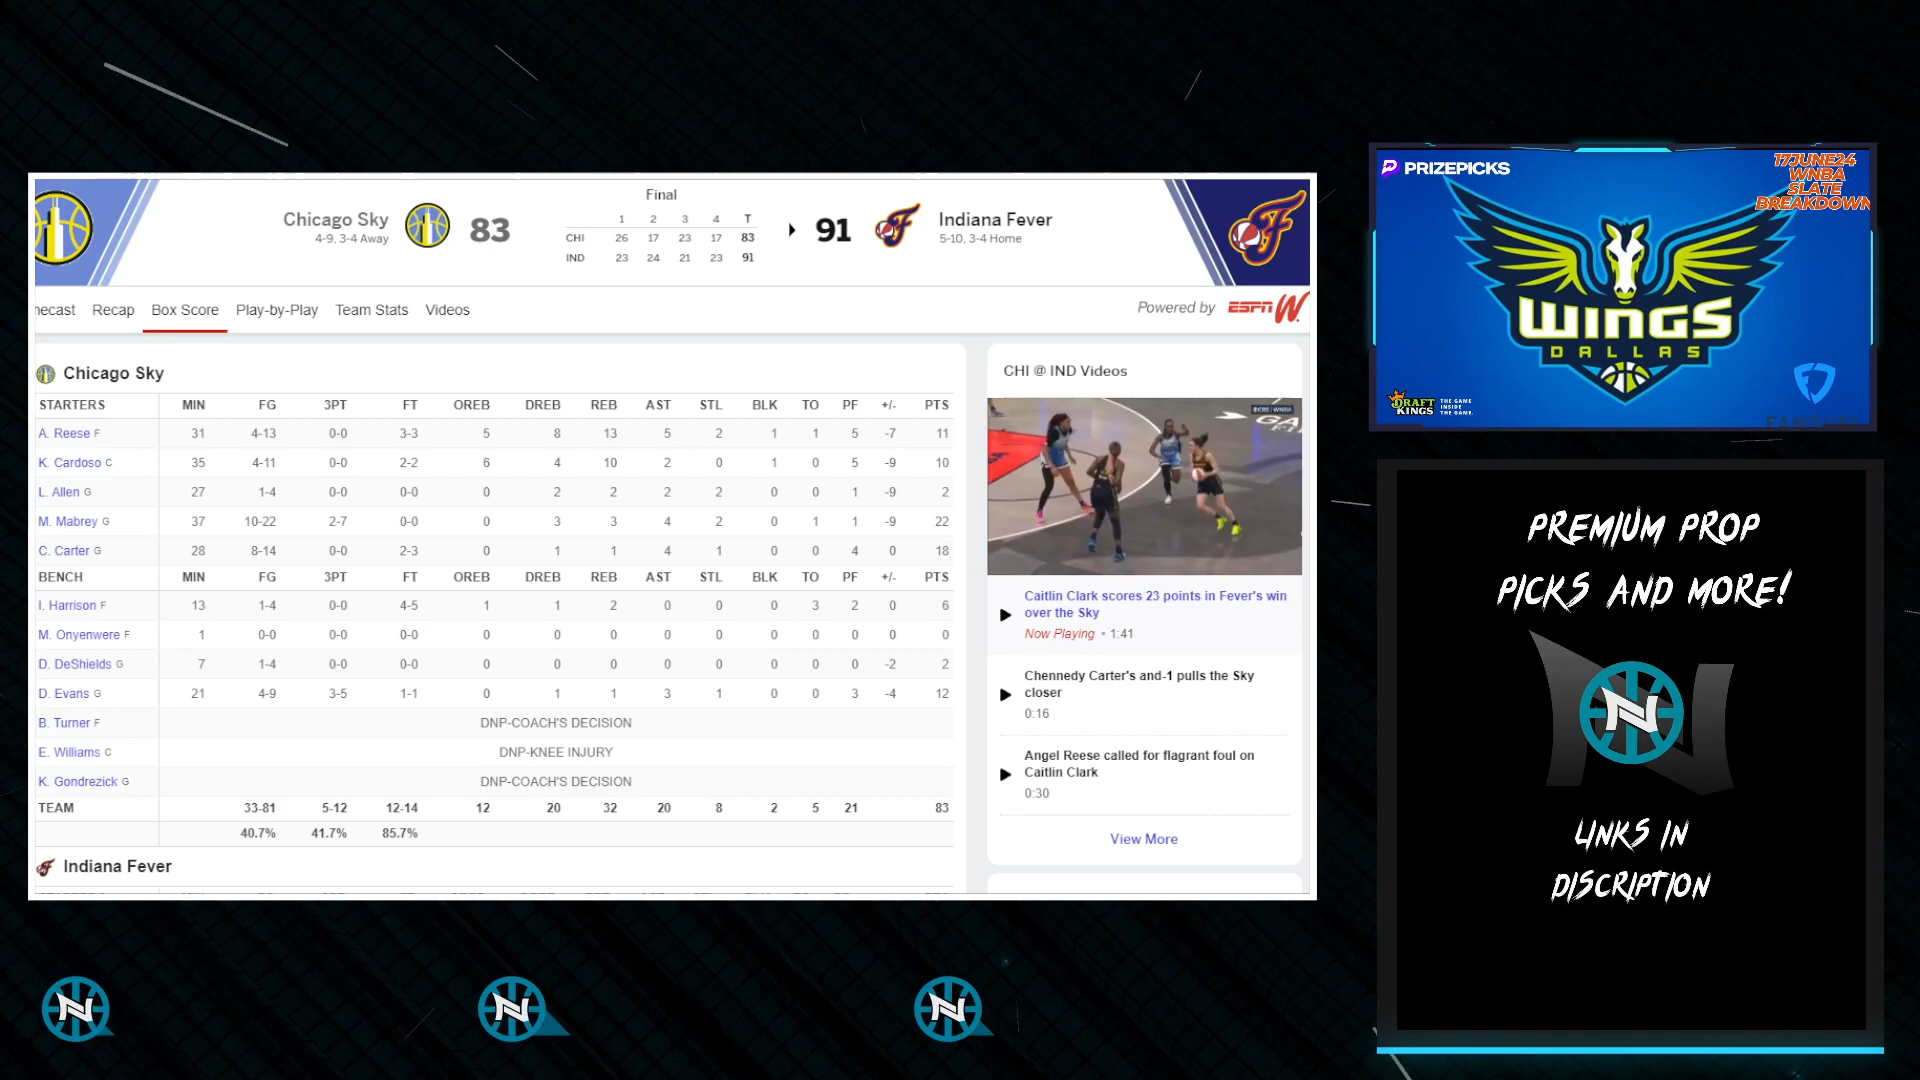 Final
Chicago Sky
4-9, 3-4 Away
83
1 2 3 4 T
CHI 26 17 23 17 83
IND 23 24 21 23 91
91
Indiana Fever
5-10, 3-4 Home
Recap Box Score Play-by-Play Team Stats Videos
Powered by ESPN W
Chicago Sky
STARTERS MIN FG 3PT FT OREB DREB REB AST STL BLK TO PF +/- PTS
A. Reese F 31 4-13 0-0 3-3 5 8 13 5 2 1 1 5 -7 11
K. Cardoso C 35 4-11 0-0 2-2 6 4 10 2 0 1 0 5 -9 10
L. Allen G 27 1-4 0-0 0-0 0 2 2 2 2 0 0 1 -9 2
M. Mabrey G 37 10-22 2-7 0-0 0 3 3 4 2 0 1 1 -9 22
C. Carter G 28 8-14 0-0 2-3 0 1 1 4 1 0 0 4 0 18
BENCH MIN FG 3PT FT OREB DREB REB AST STL BLK TO PF +/- PTS
I. Harrison F 13 1-4 0-0 4-5 1 1 2 0 0 0 3 2 0 6
M. Onyenwere F 1 0-0 0-0 0-0 0 0 0 0 0 0 0 0 0 0
D. DeShields G 7 1-4 0-0 0-0 0 0 0 0 0 0 0 0 -2 2
D. Evans G 21 4-9 3-5 1-1 0 1 1 3 1 0 0 3 -4 12
B. Turner F DNP-COACH'S DECISION
E. Williams C DNP-KNEE INJURY
K. Gondrezick G DNP-COACH'S DECISION
TEAM 33-81 5-12 12-14 12 20 32 20 8 2 5 21 83
40.7% 41.7% 85.7%
Indiana Fever
CHI @ IND Videos
Caitlin Clark scores 23 points in Fever's win
over the Sky
Now Playing • 1:41
Chennedy Carter's and-1 pulls the Sky
closer
0:16
Angel Reese called for flagrant foul on
Caitlin Clark
0:30
View More
PRIZEPICKS
17JUNE24
WNBA
SLATE
BREAKDOWN
WINGS
DALLAS
DRAFT
KINGS
THE GAME
INSIDE
THE GAME.
PREMIUM PROP
PICKS AND MORE!
LINKS IN
DISCRIPTION